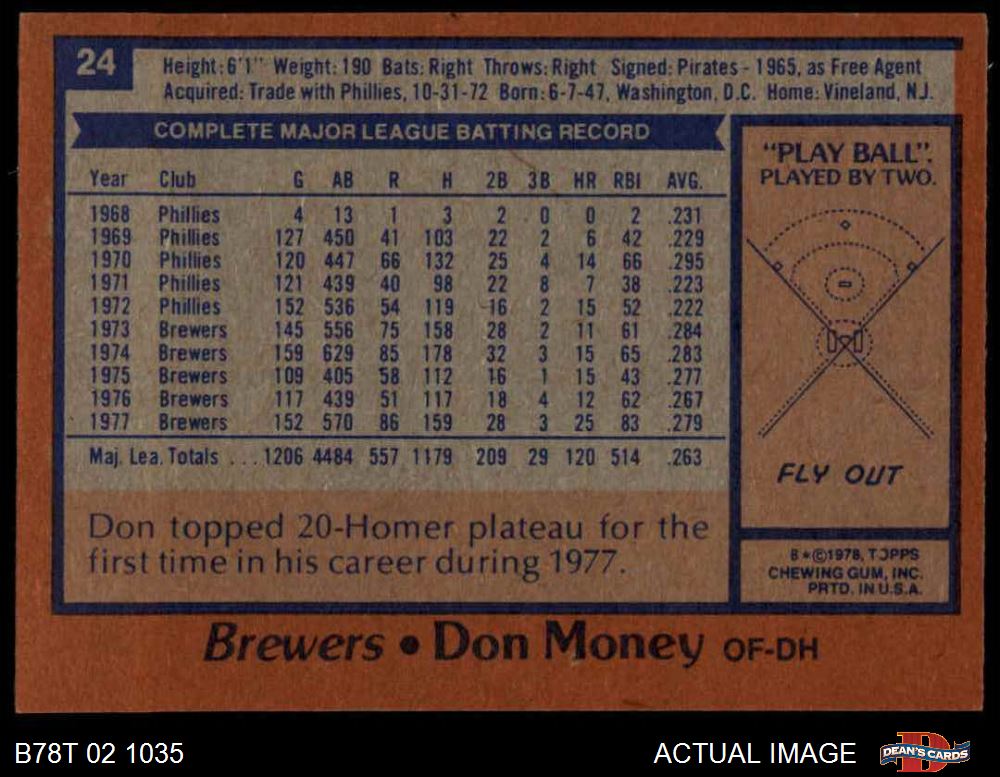 24
Height: 6'1" Weight: 190 Bats: Right Throws: Right Signed: Pirates - 1965, as Free Agent
Acquired: Trade with Phillies, 10-31-72 Born: 6-7-47, Washington, D.C. Home: Vineland, N.J.
COMPLETE MAJOR LEAGUE BATTING RECORD
Year Club G AB R H 2B 3B HR RBI AVG.
1968 Phillies 4 13 1 3 2 0 0 2 .231
1969 Phillies 127 450 41 103 22 2 6 42 .229
1970 Phillies 120 447 66 132 25 4 14 66 .295
1971 Phillies 121 439 40 98 22 8 7 38 .223
1972 Phillies 152 536 54 119 16 2 15 52 .222
1973 Brewers 145 556 75 158 28 2 11 61 .284
1974 Brewers 159 629 85 178 32 3 15 65 .283
1975 Brewers 109 405 58 112 16 1 15 43 .277
1976 Brewers 117 439 51 117 18 4 12 62 .267
1977 Brewers 152 570 86 159 28 3 25 83 .279
Maj. Lea. Totals ... 1206 4484 557 1179 209 29 120 514 .263
Don topped 20-Homer plateau for the
first time in his career during 1977.
"PLAY BALL".
PLAYED BY TWO.
FLY OUT
B*©1978, TOPPS
CHEWING GUM, INC.
PRTD. IN U.S.A.
Brewers • Don Money OF-DH
B78T 02 1035
ACTUAL IMAGE
DEAN'S CARDS